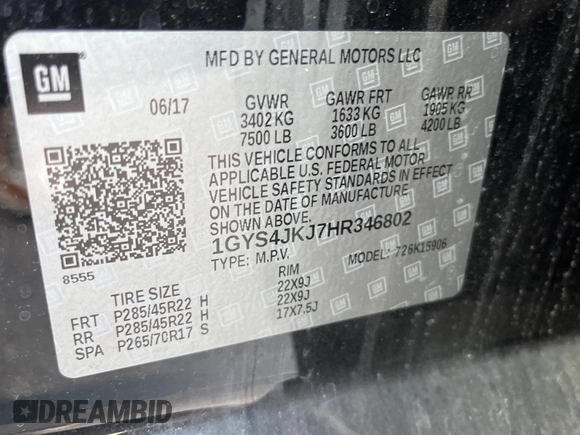 GM
MFD BY GENERAL MOTORS LLC
06/17 GVWR GAWR FRT GAWR RR
3402 KG 1633 KG 1905 KG
7500 LB 3600 LB 4200 LB
THIS VEHICLE CONFORMS TO ALL
APPLICABLE U.S. FEDERAL MOTOR
VEHICLE SAFETY STANDARDS IN EFFECT
ON THE DATE OF MANUFACTURE
SHOWN ABOVE.
1GYS4JKJ7HR346802
8555
TYPE: M.P.V. MODEL: 726K15906
TIRE SIZE RIM
FRT P285/45R22 H 22X9J
RR P285/45R22 H 22X9J
SPA P265/70R17 S 17X7.5J
DREAMBID